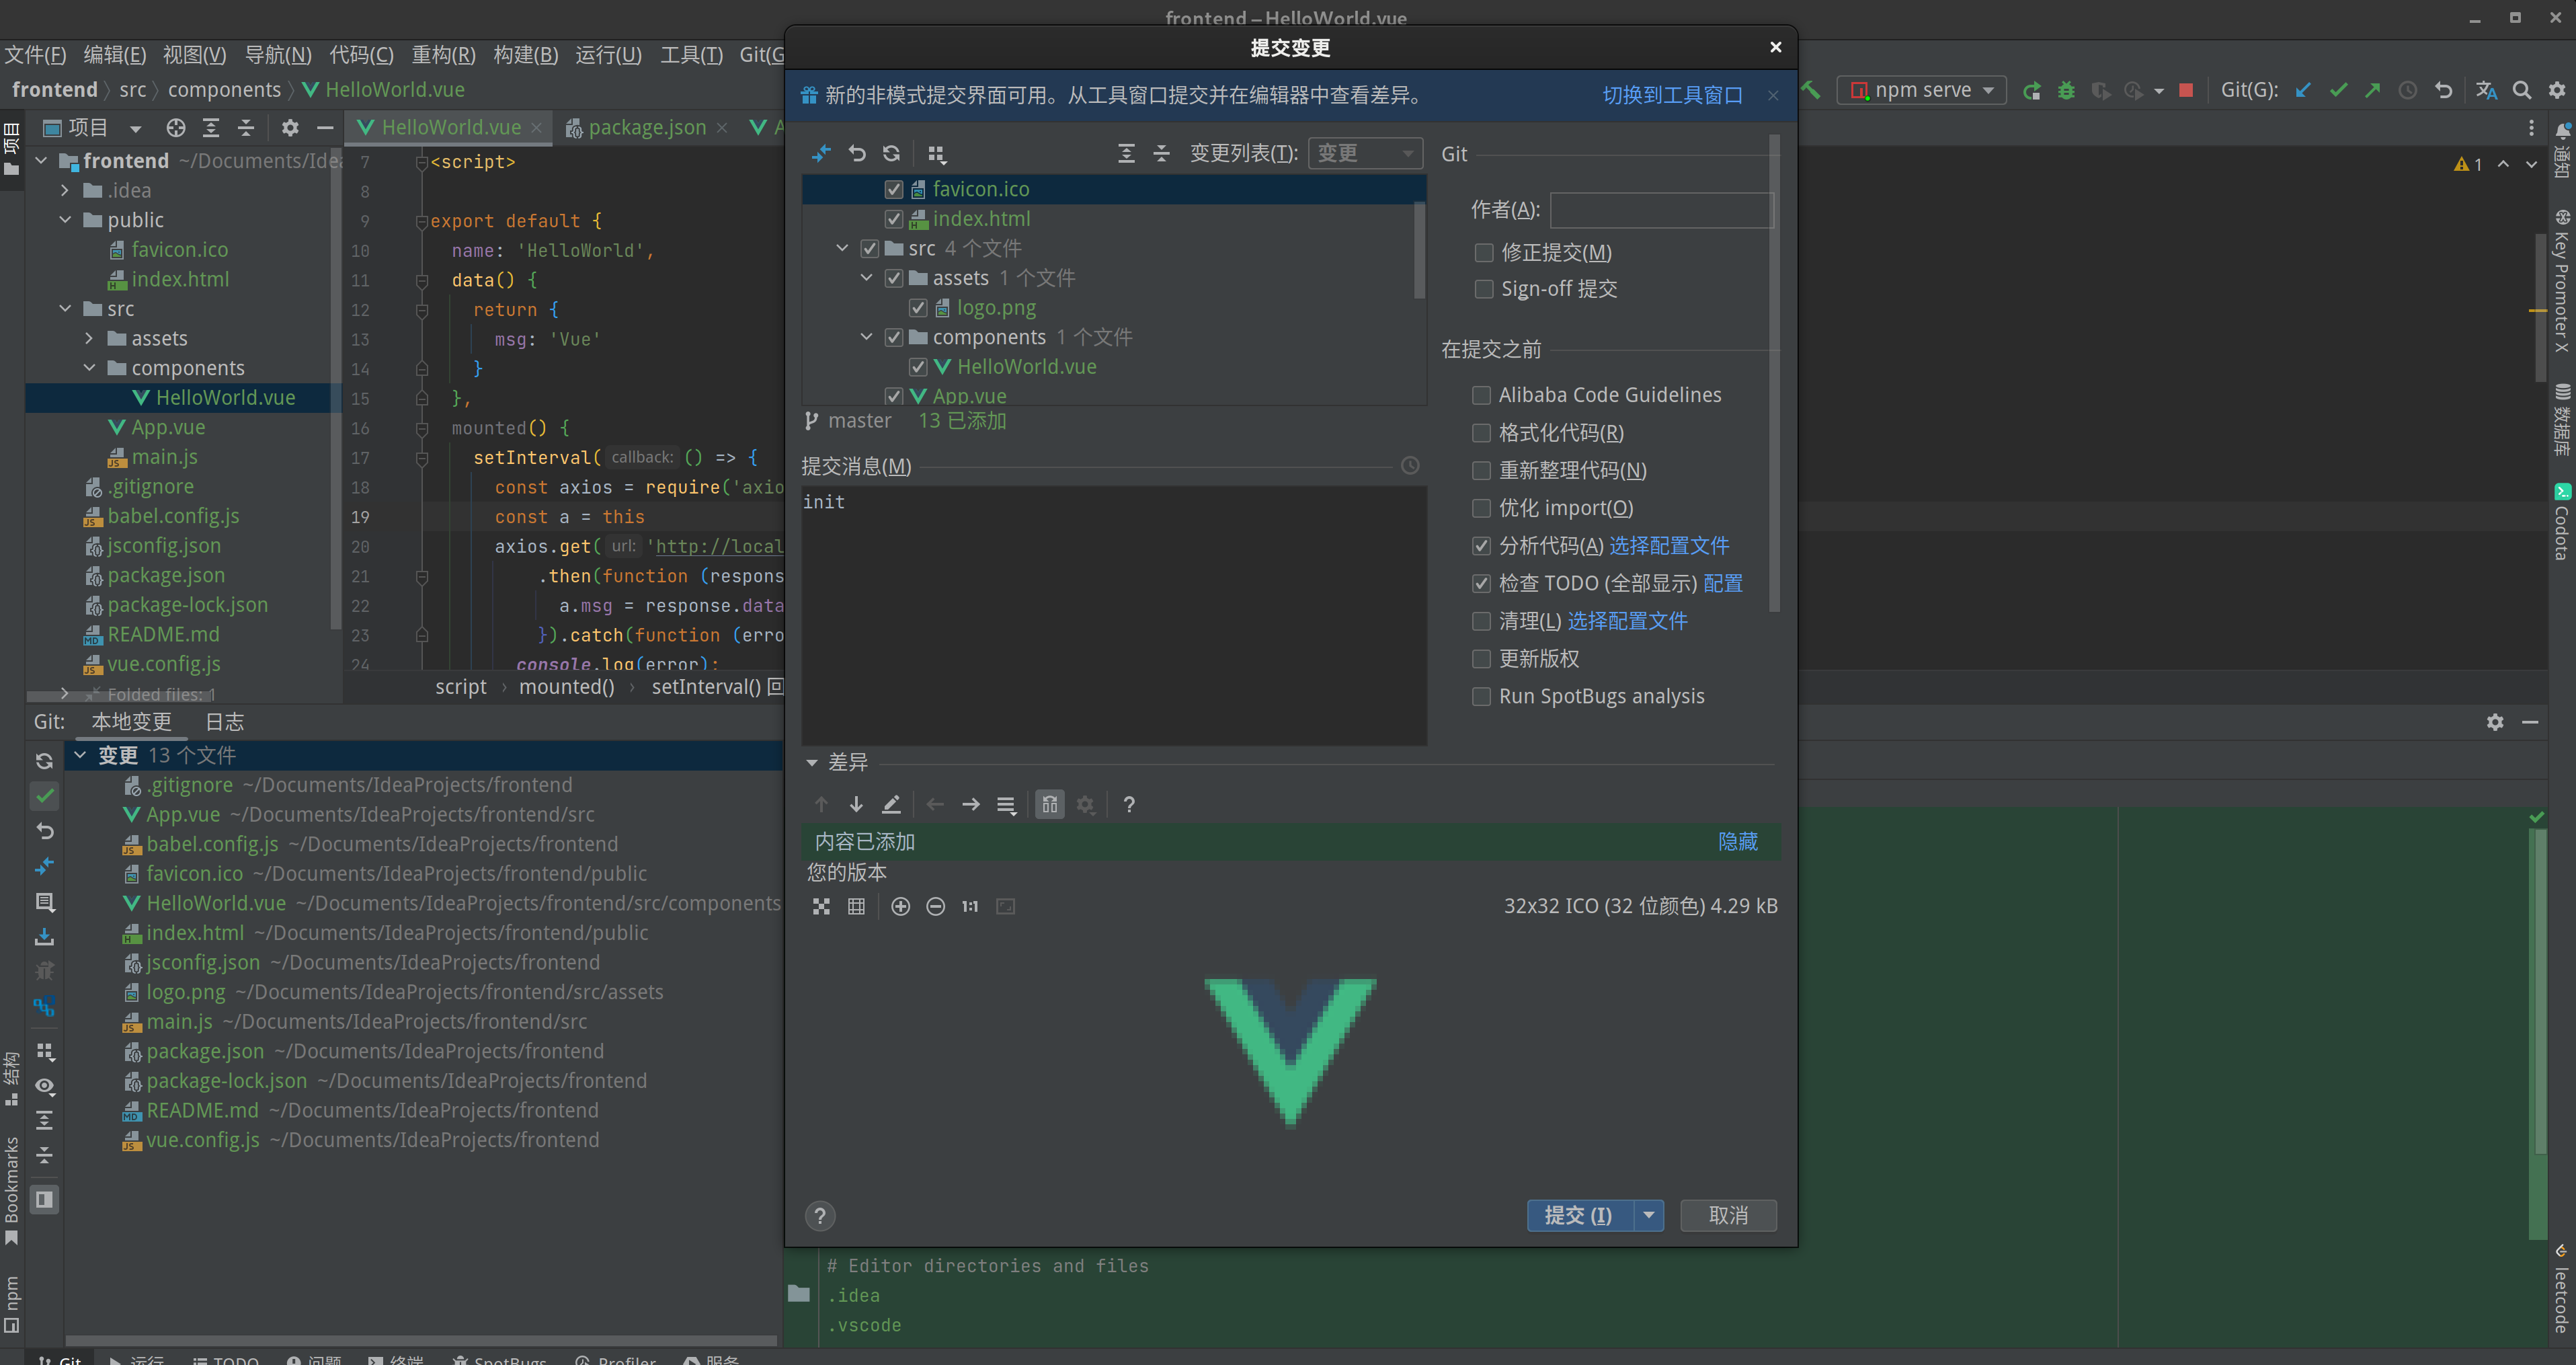 frontend – HelloWorld.vue
文件(F) 编辑(E) 视图(V) 导航(N) 代码(C) 重构(R) 构建(B) 运行(U) 工具(T) Git(G
frontend src components HelloWorld.vue
npm serve Git(G):
项目
HelloWorld.vue package.json
frontend ~/Documents/Idea
.idea
public
favicon.ico
index.html
src
assets
components
HelloWorld.vue
App.vue
main.js
.gitignore
babel.config.js
jsconfig.json
package.json
package-lock.json
README.md
vue.config.js
Folded files: 1
7 <script>
8
9 export default {
10 name: 'HelloWorld',
11 data() {
12 return {
13 msg: 'Vue'
14 }
15 },
16 mounted() {
17 setInterval( callback: () => {
18 const axios = require('axio
19 const a = this
20 axios.get( url: 'http://local
21 .then(function (respons
22 a.msg = response.data
23 }).catch(function (erro
24 console.log(error);
script mounted() setInterval() 回
提交变更
新的非模式提交界面可用。从工具窗口提交并在编辑器中查看差异。 切换到工具窗口
变更列表(T): 变更
favicon.ico
index.html
src 4 个文件
assets 1 个文件
logo.png
components 1 个文件
HelloWorld.vue
App.vue
master 13 已添加
提交消息(M)
init
Git
作者(A):
修正提交(M)
Sign-off 提交
在提交之前
Alibaba Code Guidelines
格式化代码(R)
重新整理代码(N)
优化 import(O)
分析代码(A) 选择配置文件
检查 TODO (全部显示) 配置
清理(L) 选择配置文件
更新版权
Run SpotBugs analysis
差异
?
内容已添加 隐藏
您的版本
1:1 32x32 ICO (32 位颜色) 4.29 kB
? 提交 (I) 取消
1
通知
Key Promoter X
数据库
Codota
leetcode
Git: 本地变更 日志
变更 13 个文件
.gitignore ~/Documents/IdeaProjects/frontend
App.vue ~/Documents/IdeaProjects/frontend/src
babel.config.js ~/Documents/IdeaProjects/frontend
favicon.ico ~/Documents/IdeaProjects/frontend/public
HelloWorld.vue ~/Documents/IdeaProjects/frontend/src/components
index.html ~/Documents/IdeaProjects/frontend/public
jsconfig.json ~/Documents/IdeaProjects/frontend
logo.png ~/Documents/IdeaProjects/frontend/src/assets
main.js ~/Documents/IdeaProjects/frontend/src
package.json ~/Documents/IdeaProjects/frontend
package-lock.json ~/Documents/IdeaProjects/frontend
README.md ~/Documents/IdeaProjects/frontend
vue.config.js ~/Documents/IdeaProjects/frontend
项目
结构
Bookmarks
npm
# Editor directories and files
.idea
.vscode
Git 运行 TODO 问题 终端 SpotBugs Profiler 服务